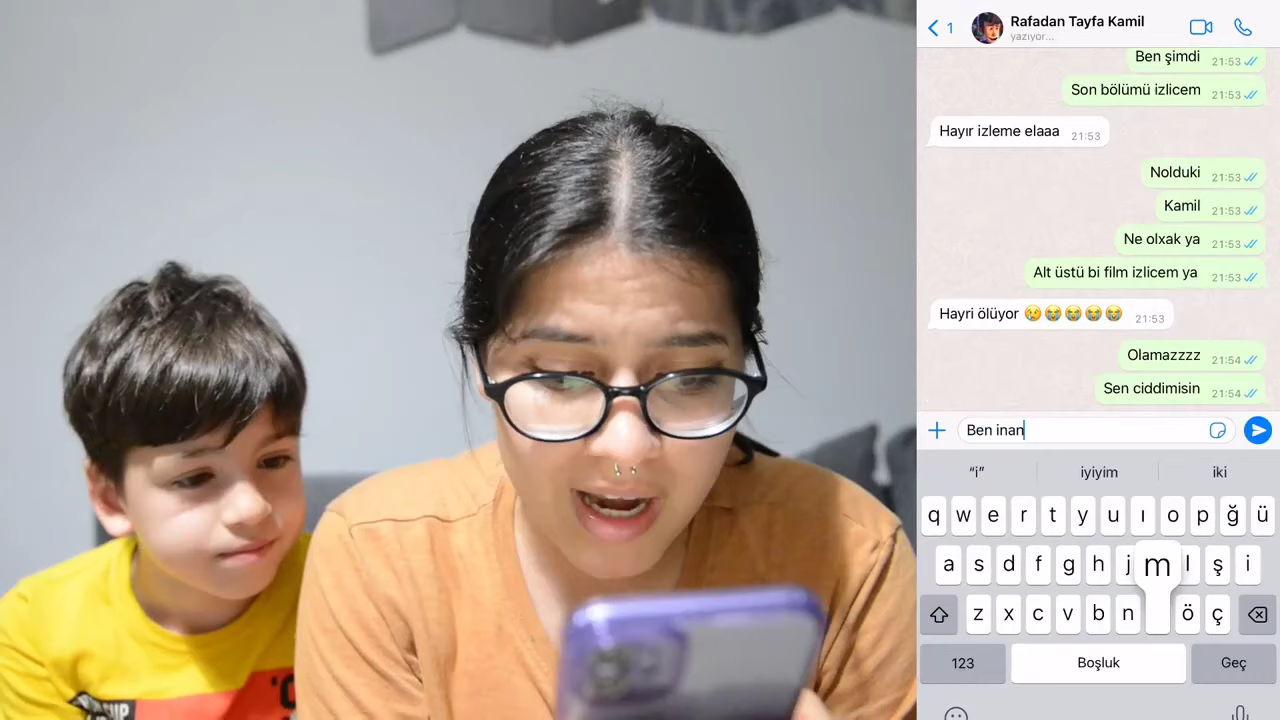 1
Rafadan Tayfa Kamil
yazıyor...
Ben şimdi 21:53
Son bölümü izlicem 21:53
Hayır izleme elaaa 21:53
Nolduki 21:53
Kamil 21:53
Ne olxak ya 21:53
Alt üstü bi film izlicem ya 21:53
Hayri ölüyor 😢😭😭😭😭 21:53
Olamazzzz 21:54
Sen ciddimisin 21:54
Ben inan
“i” iyiyim iki
q w e r t y u ı o p ğ ü
a s d f g h j m l ş i
z x c v b n ö ç
123 Boşluk Geç